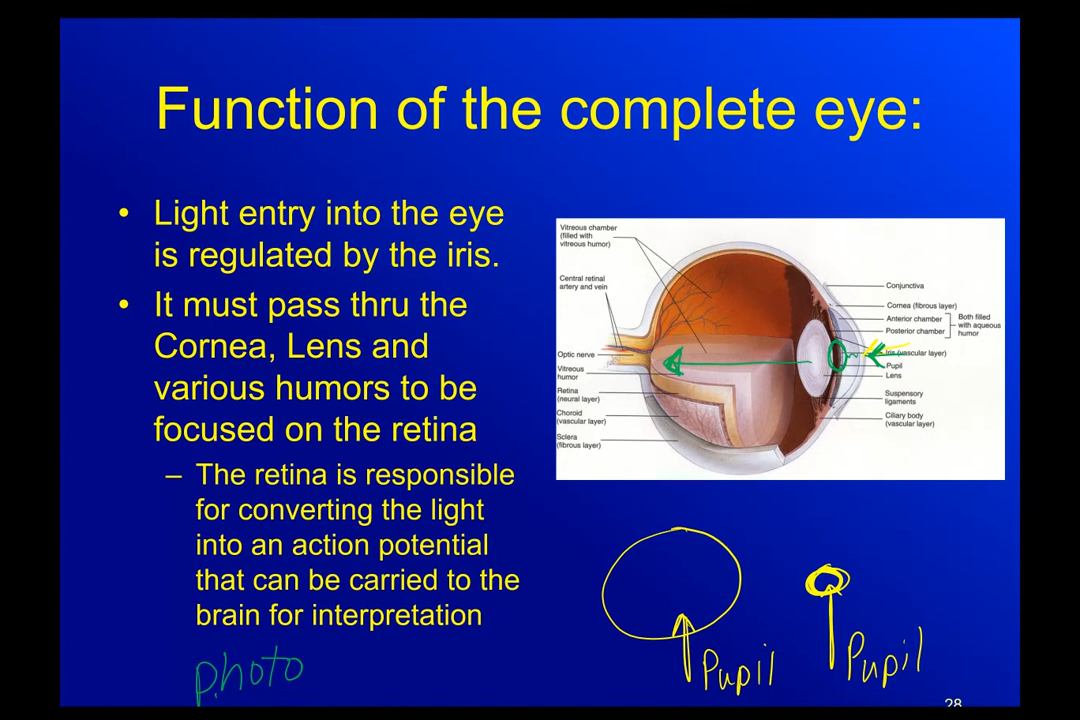 Function of the complete eye:
• Light entry into the eye
is regulated by the iris.
• It must pass thru the
Cornea, Lens and
various humors to be
focused on the retina
– The retina is responsible
for converting the light
into an action potential
that can be carried to the
brain for interpretation
Vitreous chamber
(filled with
vitreous humor)
Central retinal
artery and vein
Optic nerve
Vitreous
humor
Retina
(neural layer)
Choroid
(vascular layer)
Sclera
(fibrous layer)
Conjunctiva
Cornea (fibrous layer)
Anterior chamber
Posterior chamber
Both filled
with aqueous
humor
Iris (vascular layer)
Pupil
Lens
Suspensory
ligaments
Ciliary body
(vascular layer)
photo
Pupil
Pupil
28